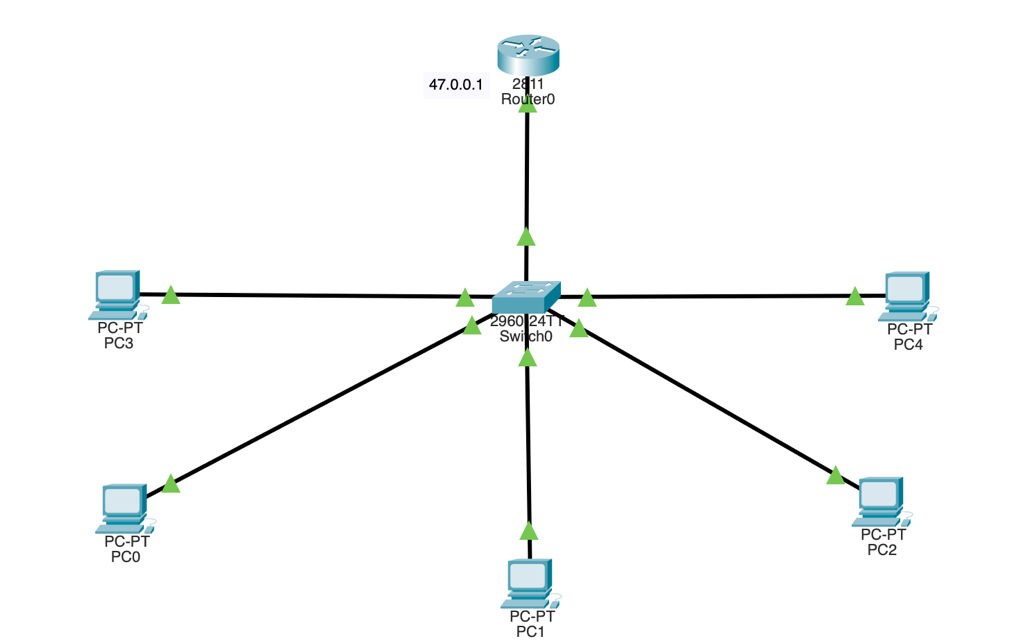 47.0.0.1
2811
Router0
PC-PT
PC3
2960-24TT
Switch0
PC-PT
PC4
PC-PT
PC0
PC-PT
PC2
PC-PT
PC1